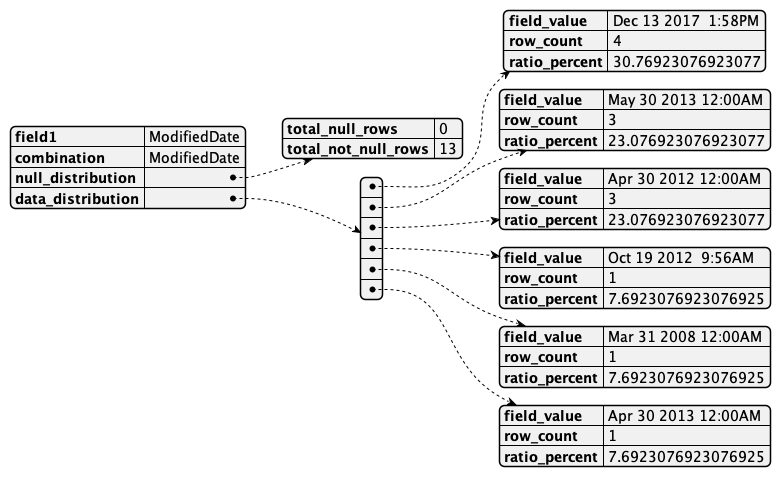 field1 ModifiedDate
combination ModifiedDate
null_distribution
data_distribution
total_null_rows 0
total_not_null_rows 13
field_value Dec 13 2017  1:58PM
row_count 4
ratio_percent 30.76923076923077
field_value May 30 2013 12:00AM
row_count 3
ratio_percent 23.076923076923077
field_value Apr 30 2012 12:00AM
row_count 3
ratio_percent 23.076923076923077
field_value Oct 19 2012  9:56AM
row_count 1
ratio_percent 7.6923076923076925
field_value Mar 31 2008 12:00AM
row_count 1
ratio_percent 7.6923076923076925
field_value Apr 30 2013 12:00AM
row_count 1
ratio_percent 7.6923076923076925